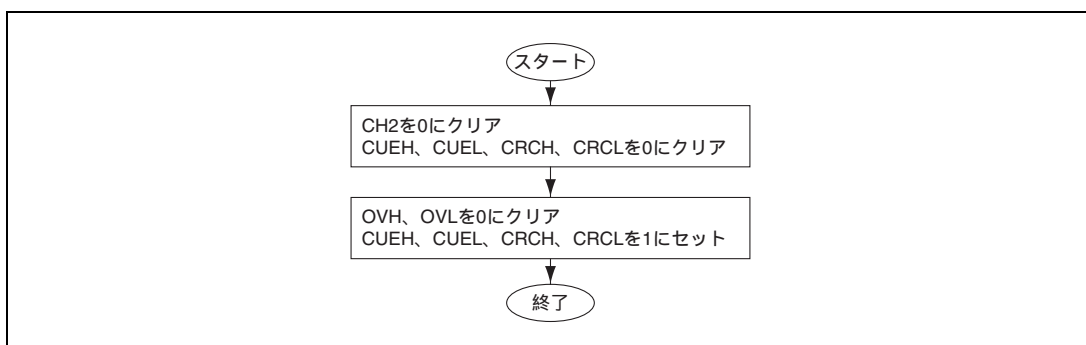 スタート
CH2を0にクリア
CUEH、CUEL、CRCH、CRCLを0にクリア
OVH、OVLを0にクリア
CUEH、CUEL、CRCH、CRCLを1にセット
終了